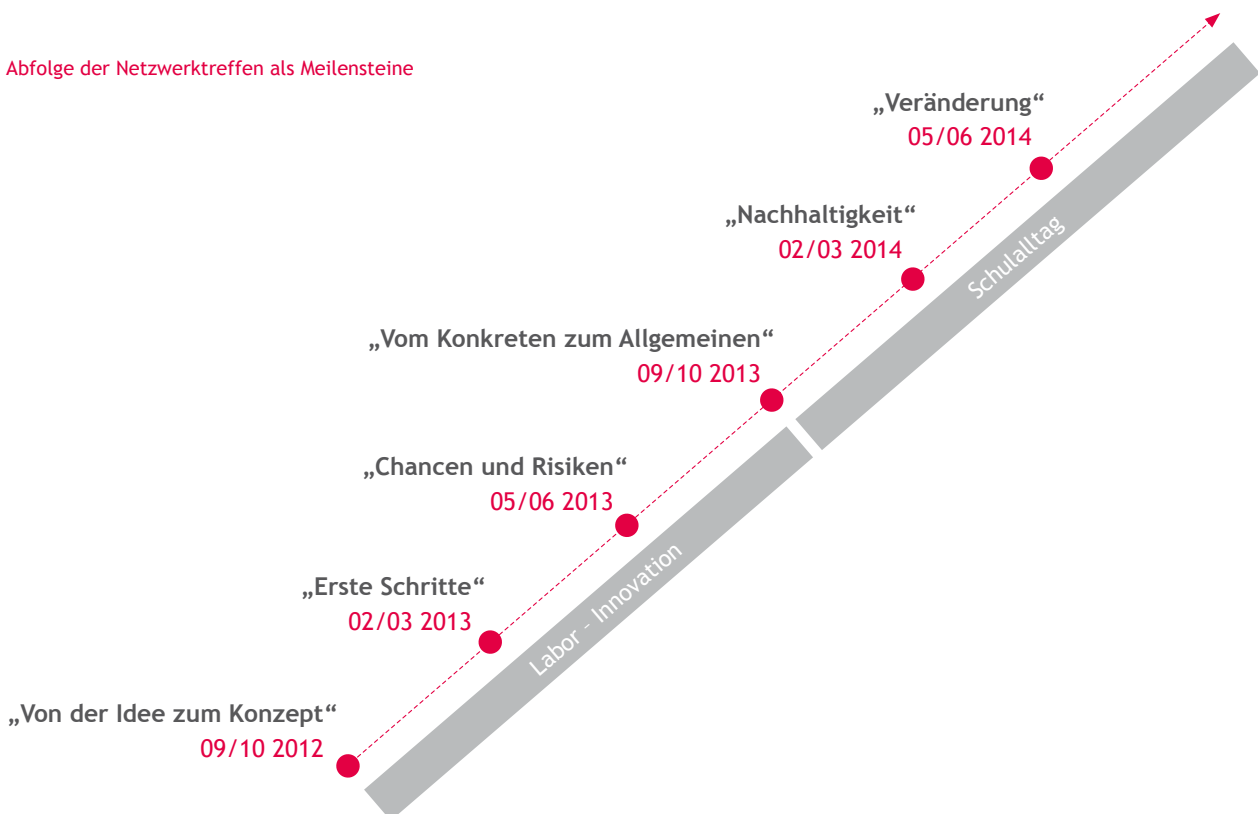 Abfolge der Netzwerktreffen als Meilensteine
„Veränderung“
05/06 2014
„Nachhaltigkeit“
02/03 2014
Schulalltag
„Vom Konkreten zum Allgemeinen“
09/10 2013
„Chancen und Risiken“
05/06 2013
Labor – Innovation
„Erste Schritte“
02/03 2013
„Von der Idee zum Konzept“
09/10 2012